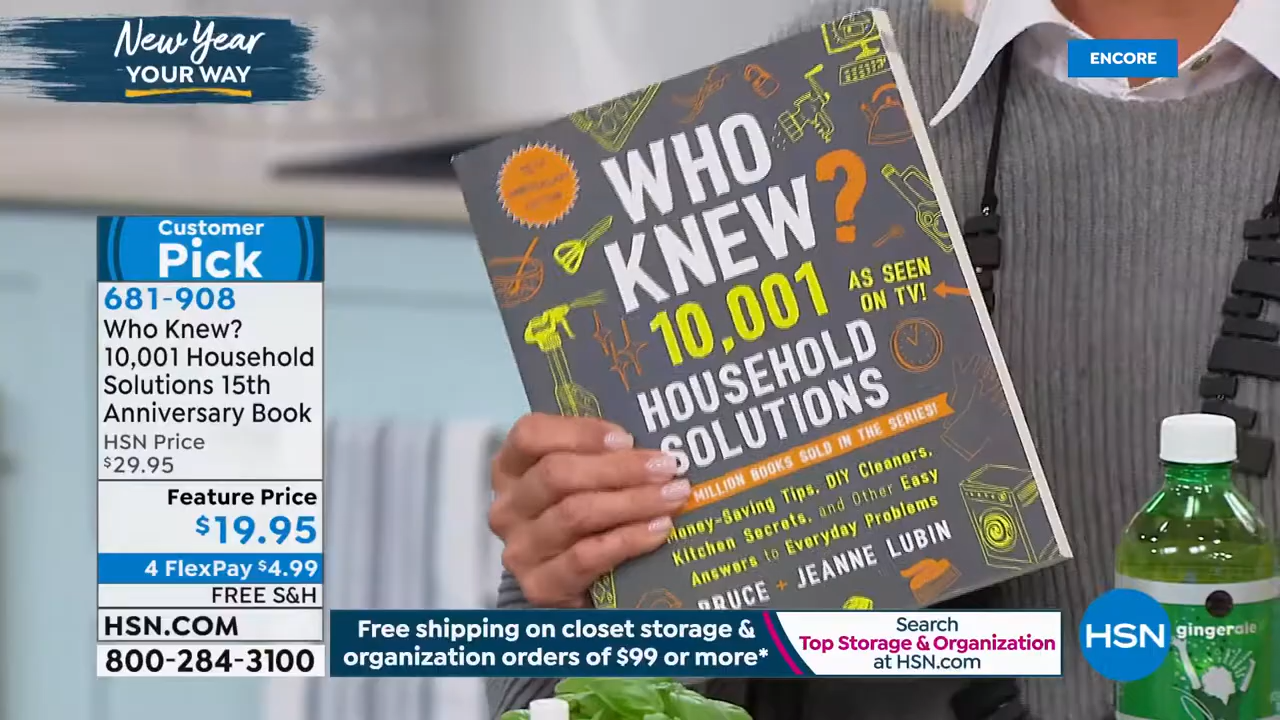 New Year
YOUR WAY
ENCORE
Customer
Pick
681-908
Who Knew?
10,001 Household
Solutions 15th
Anniversary Book
HSN Price
$29.95
Feature Price
$19.95
4 FlexPay $4.99
FREE S&H
HSN.COM
800-284-3100
WHO
KNEW?
10,001
AS SEEN
ON TV!
HOUSEHOLD
SOLUTIONS
MILLION BOOKS SOLD IN THE SERIES!
Money-Saving Tips, DIY Cleaners,
Kitchen Secrets, and Other Easy
Answers to Everyday Problems
BRUCE + JEANNE LUBIN
Free shipping on closet storage &
organization orders of $99 or more*
Search
Top Storage & Organization
at HSN.com
HSN
gingerale